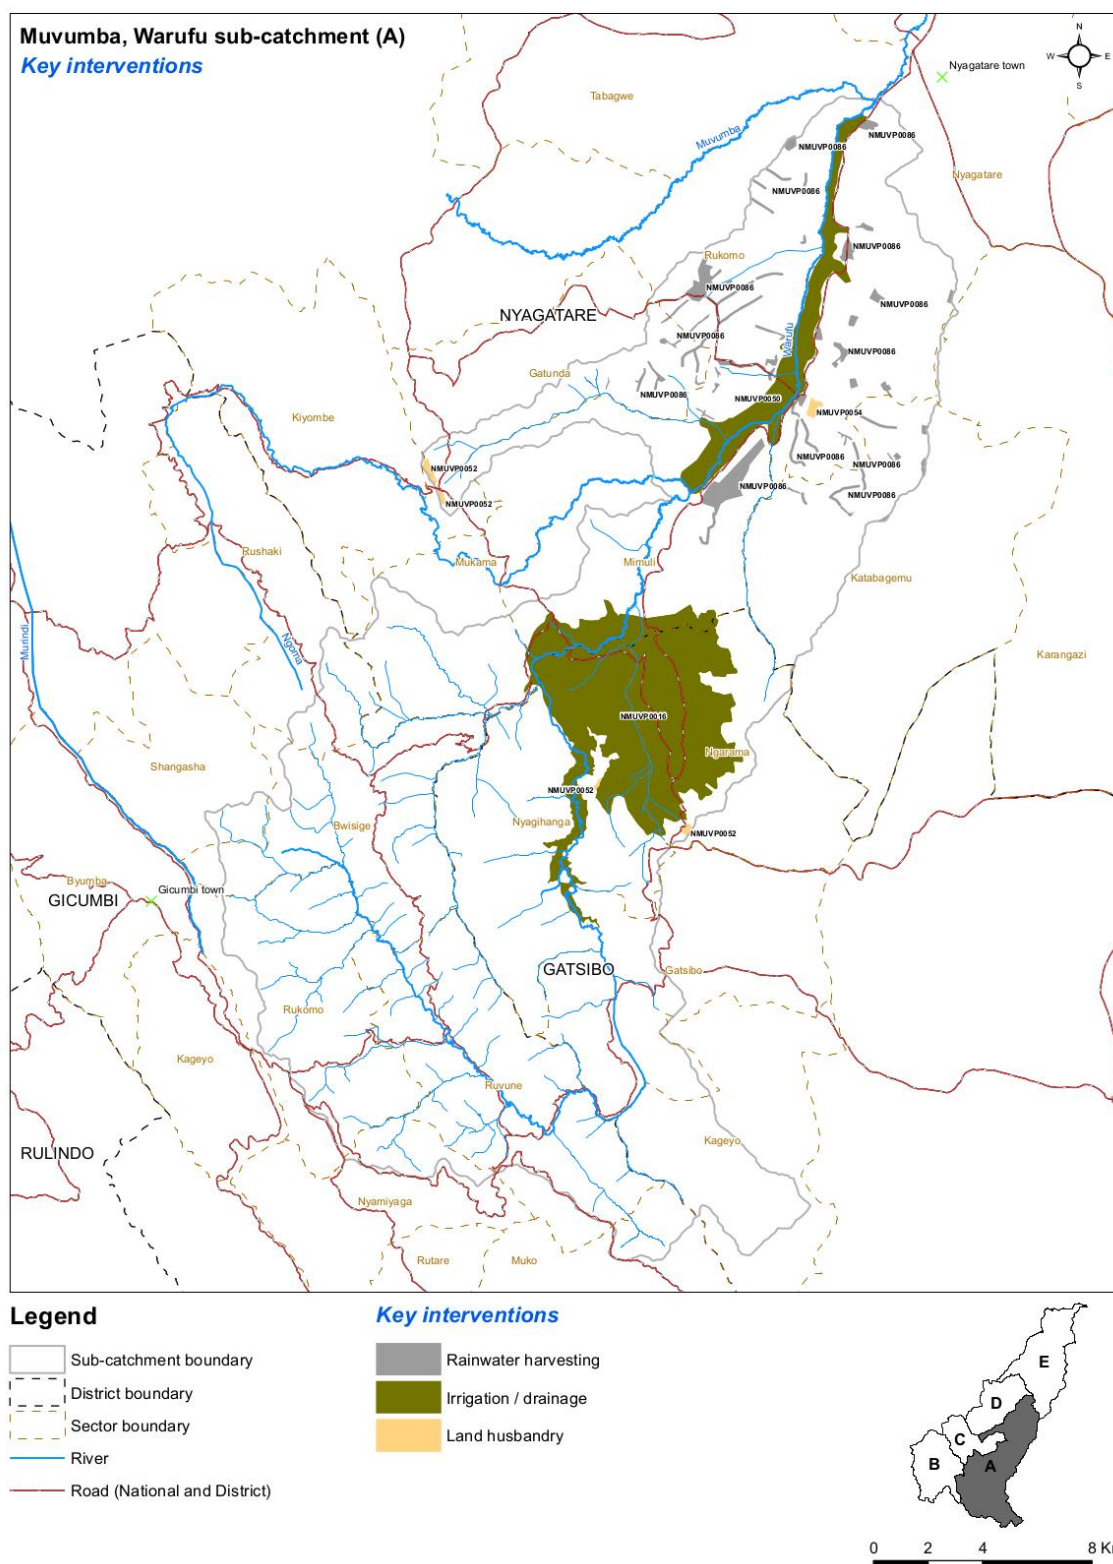 Muvumba, Warufu sub-catchment (A)
Key interventions
N
W
E
S
Nyagatare town
Tabagwe
Muvumba
NMUVP0086
NMUVP0086
Nyagatare
NMUVP0086
Rukomo
NMUVP0086
NMUVP0086
NMUVP0086
NYAGATARE
Warufu
NMUVP0086
NMUVP0086
Gatunda
NMUVP0086
NMUVP0050
NMUVP0054
Kiyombe
NMUVP0052
NMUVP0086
NMUVP0086
NMUVP0086
NMUVP0086
NMUVP0052
Rushaki
Mukama
Mimuli
Katabagemu
Murindi
Ngoma
Karangazi
NMUVP0016
Shangasha
Ngarama
NMUVP0052
Bwisige
Nyagihanga
NMUVP0052
Byumba
Gicumbi town
GICUMBI
GATSIBO
Gatsibo
Rukomo
Kageyo
Ruvune
Kageyo
RULINDO
Nyamiyaga
Rutare
Muko
Legend
Sub-catchment boundary
District boundary
Sector boundary
River
Road (National and District)
Key interventions
Rainwater harvesting
Irrigation / drainage
Land husbandry
E
D
C
B
A
0 2 4 8 K